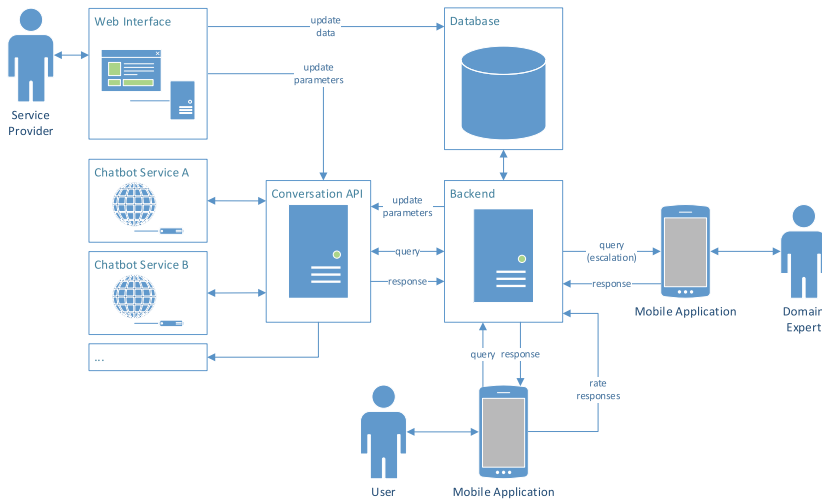 Web Interface
update
data
Database
update
parameters
Service
Provider
Chatbot Service A
Conversation API
Backend
update
parameters
query
response
query
(escalation)
response
Mobile Application
Domain
Expert
Chatbot Service B
...
query
response
rate
responses
User
Mobile Application